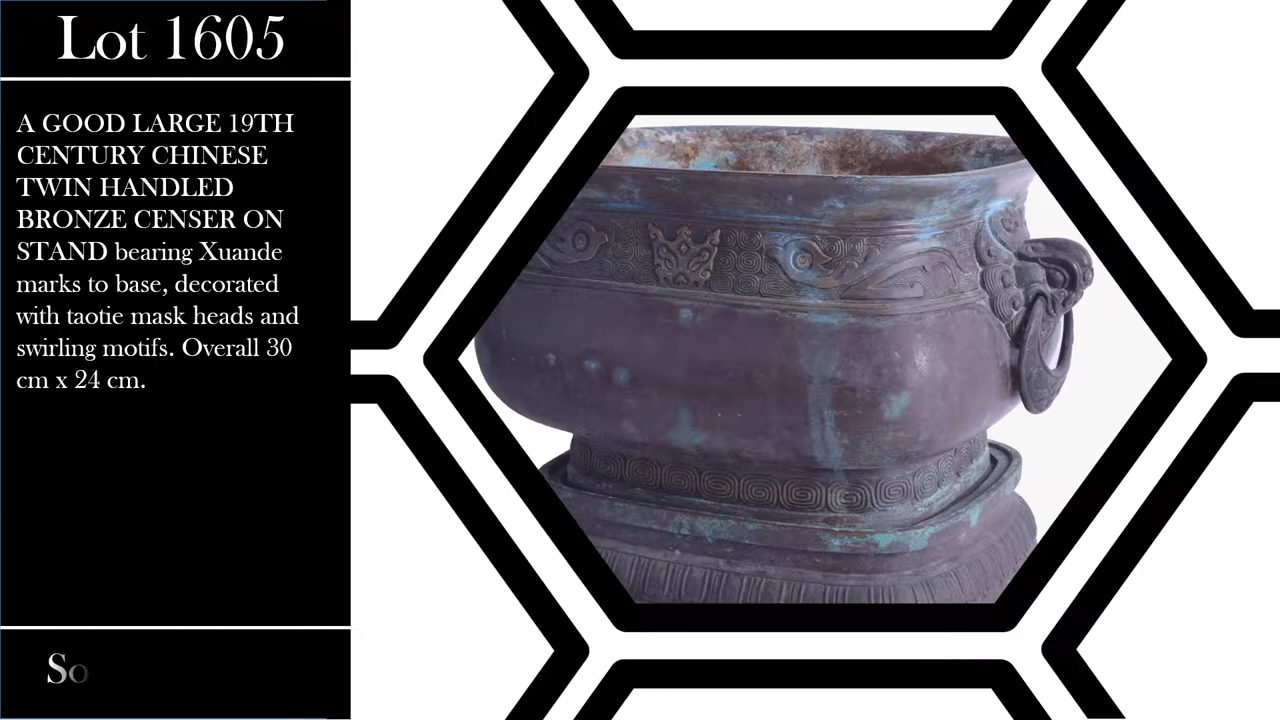 Lot 1605
A GOOD LARGE 19TH
CENTURY CHINESE
TWIN HANDLED
BRONZE CENSER ON
STAND bearing Xuande
marks to base, decorated
with taotie mask heads and
swirling motifs. Overall 30
cm x 24 cm.
So